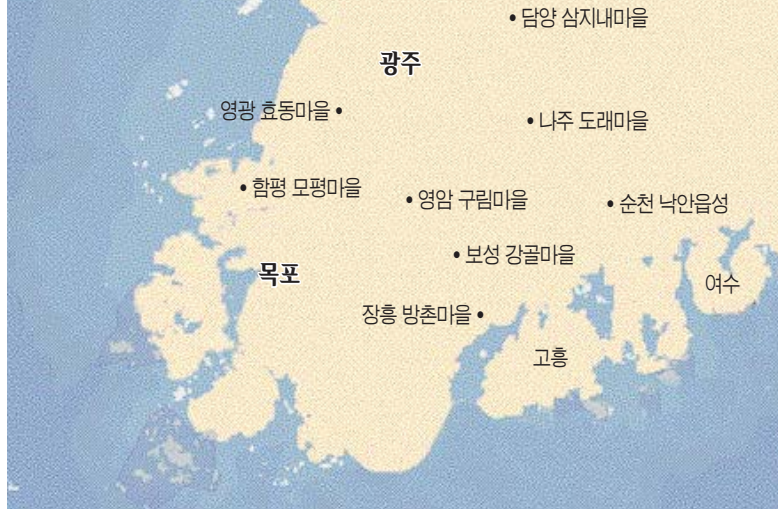 • 담양 삼지내마을
광주
영광 효동마을 •
• 나주 도래마을
• 함평 모평마을
• 영암 구림마을
• 순천 낙안읍성
• 보성 강골마을
목포
여수
장흥 방촌마을 •
고흥